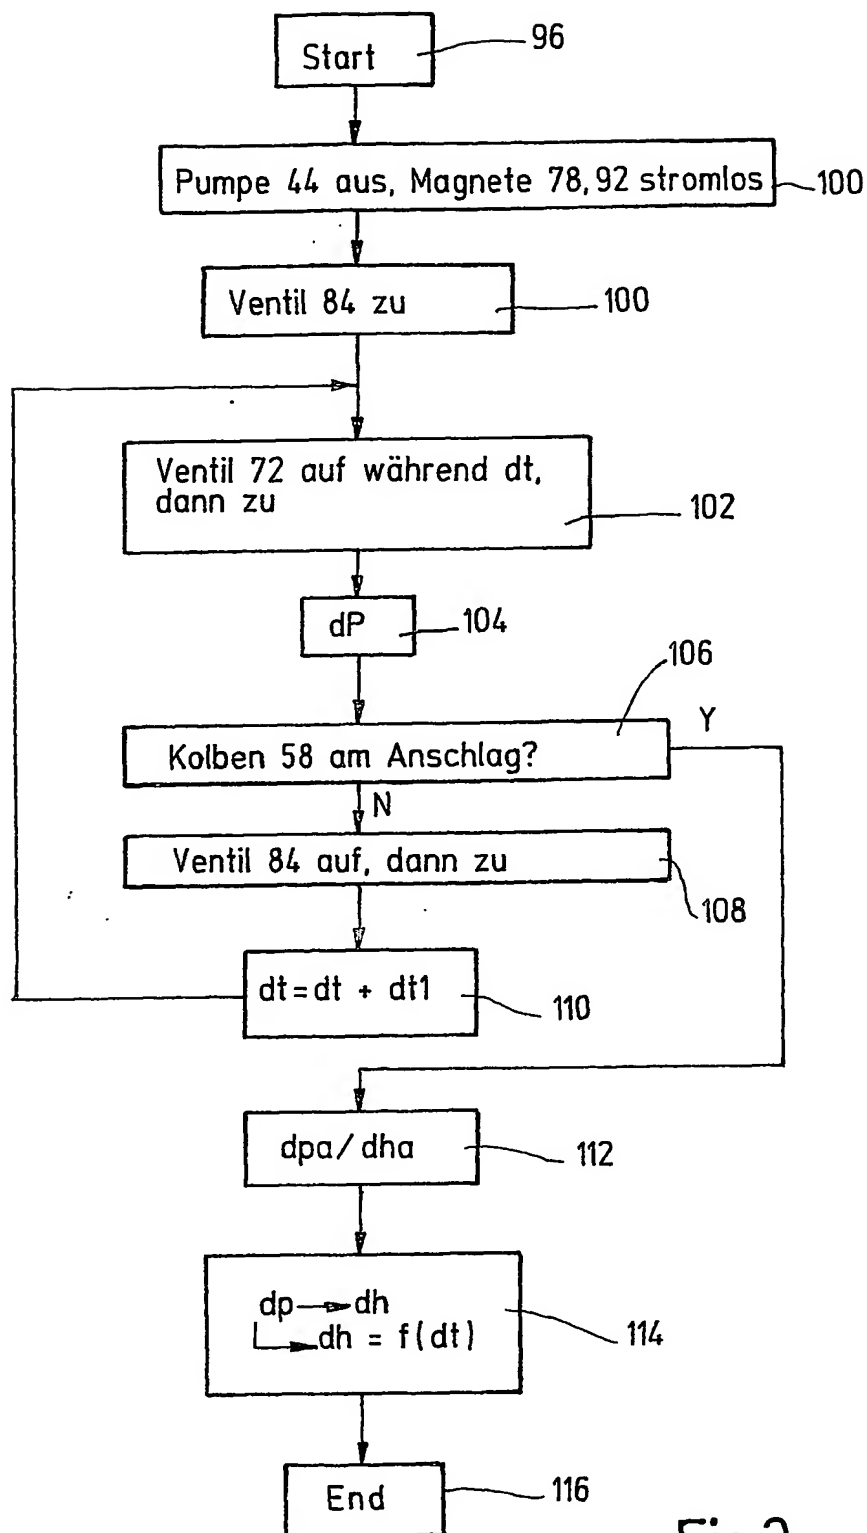 Start
96
Pumpe 44 aus, Magnete 78, 92 stromlos
100
Ventil 84 zu
100
Ventil 72 auf während dt,
dann zu
102
dP
104
106
Kolben 58 am Anschlag?
Y
N
Ventil 84 auf, dann zu
108
dt = dt + dt1
110
dpa / dha
112
dp → dh
→ dh = f(dt)
114
End
116